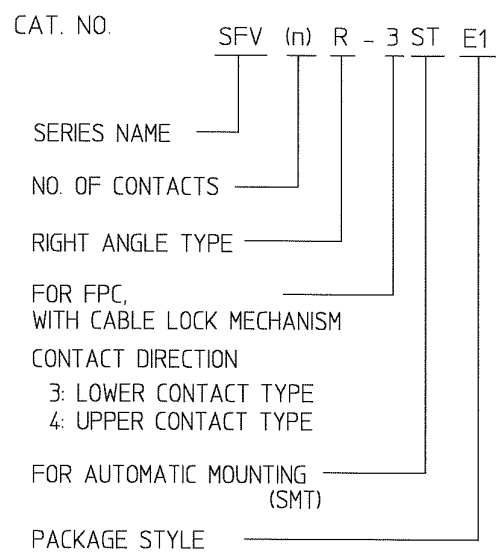 CAT. NO.
SFV (n) R - 3 ST E1
SERIES NAME
NO. OF CONTACTS
RIGHT ANGLE TYPE
FOR FPC,
WITH CABLE LOCK MECHANISM
CONTACT DIRECTION
3: LOWER CONTACT TYPE
4: UPPER CONTACT TYPE
FOR AUTOMATIC MOUNTING
(SMT)
PACKAGE STYLE